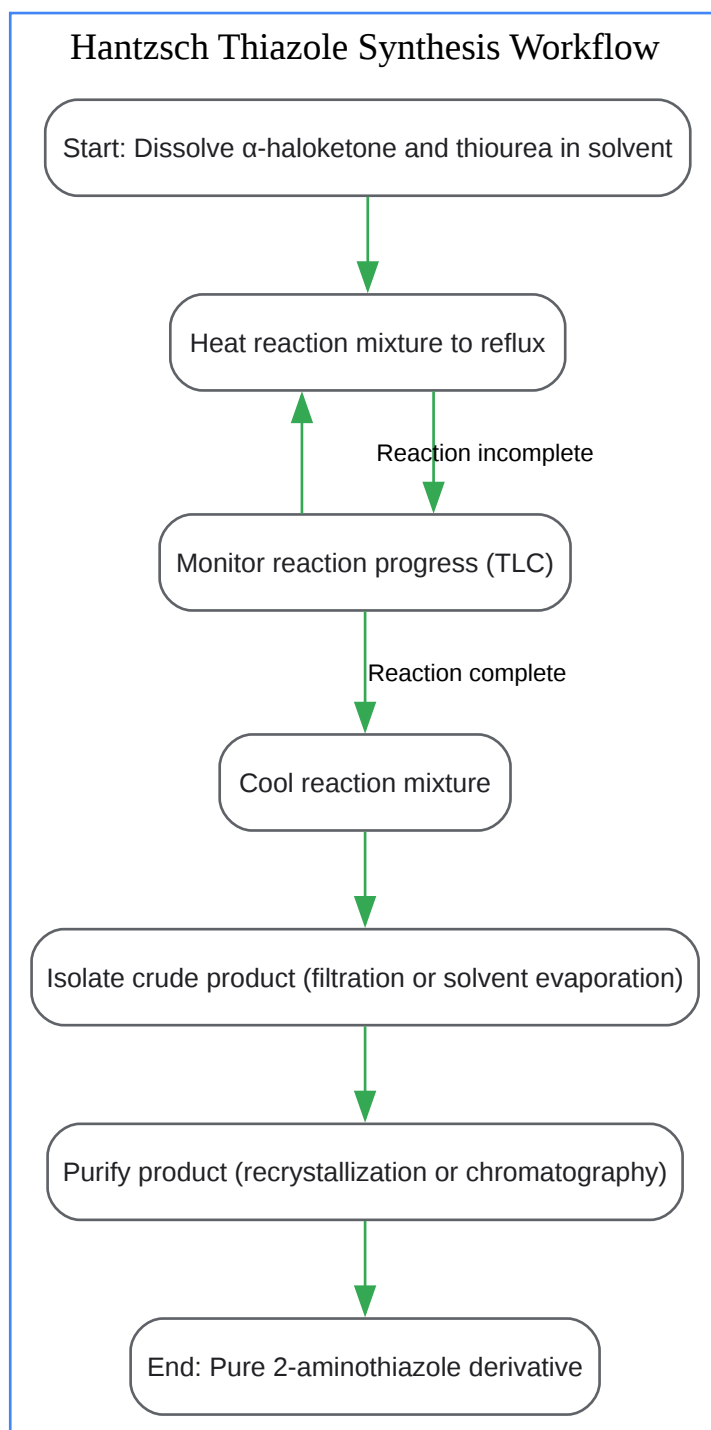 Hantzsch Thiazole Synthesis Workflow
Start: Dissolve α-haloketone and thiourea in solvent
Heat reaction mixture to reflux
Reaction incomplete
Monitor reaction progress (TLC)
Reaction complete
Cool reaction mixture
Isolate crude product (filtration or solvent evaporation)
Purify product (recrystallization or chromatography)
End: Pure 2-aminothiazole derivative